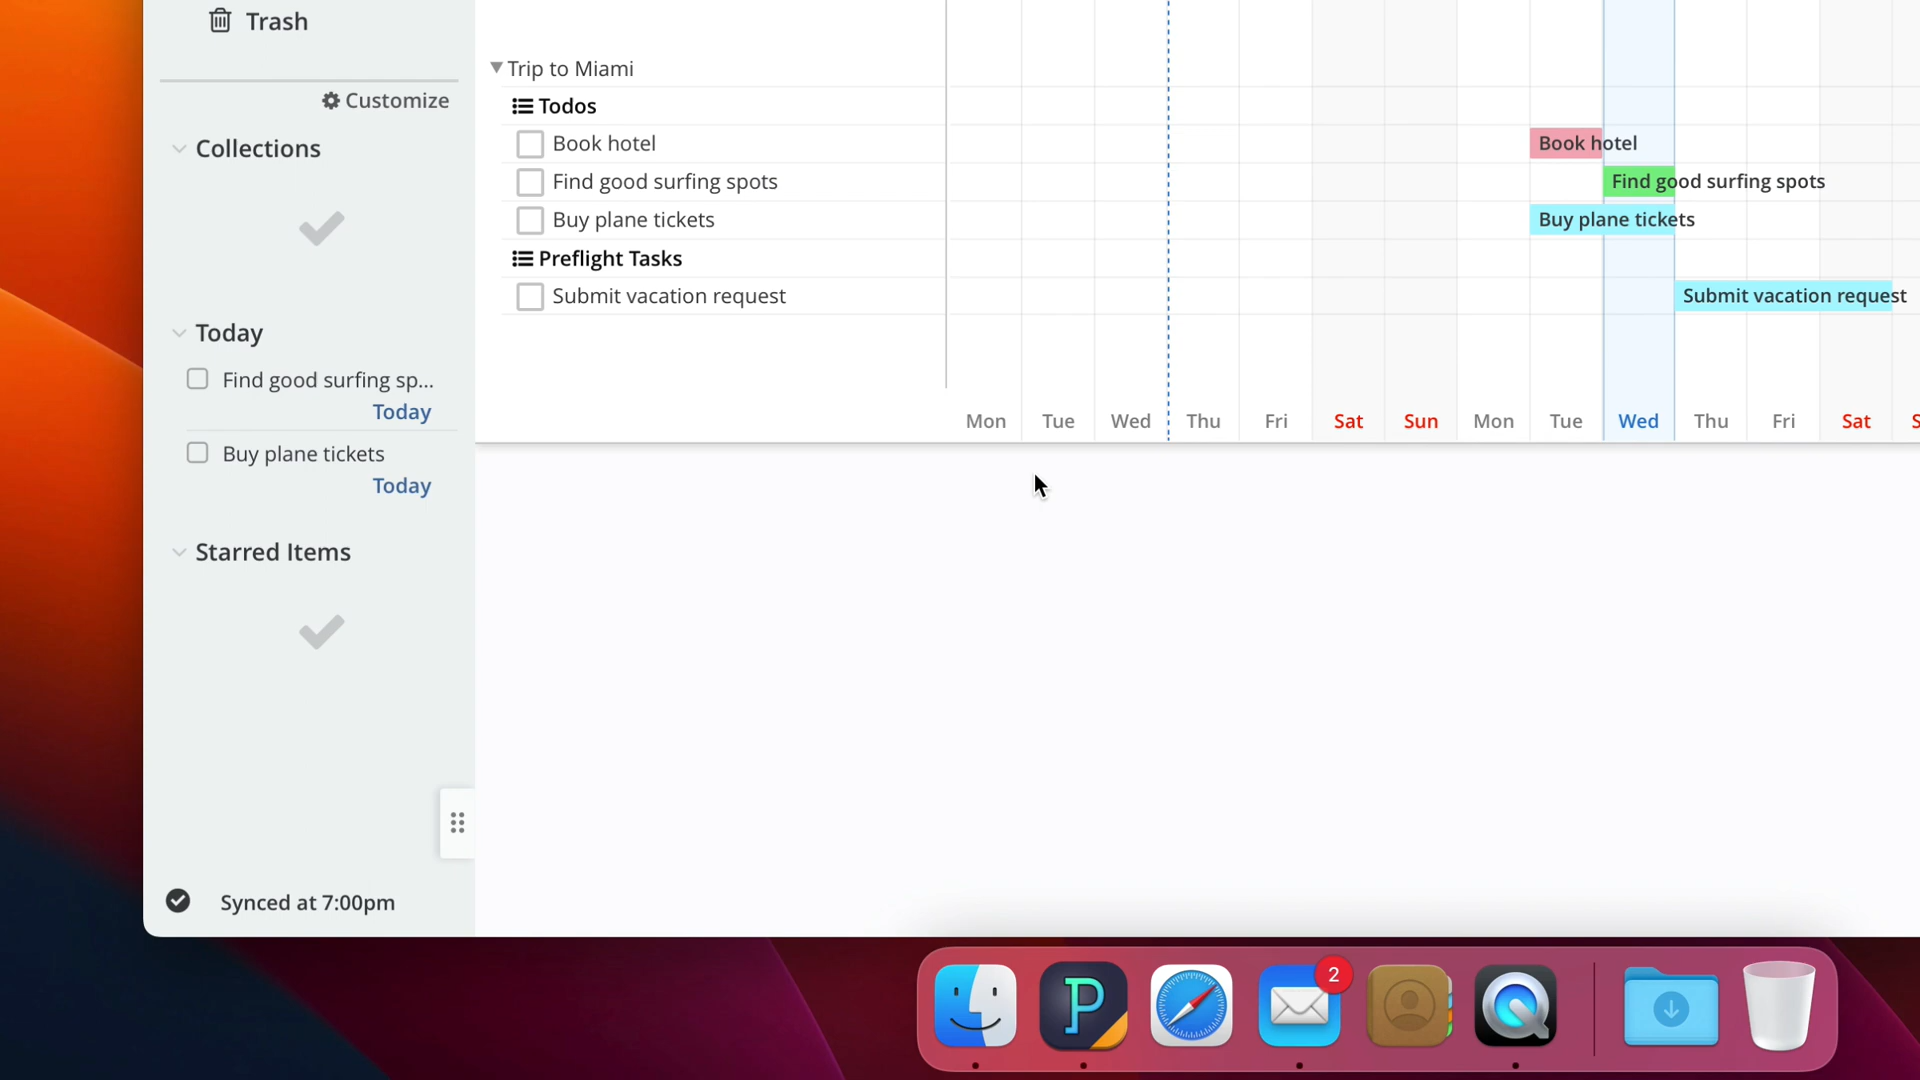 Trash
Customize
Collections
Today
Find good surfing sp...
Today
Buy plane tickets
Today
Starred Items
Synced at 7:00pm
Trip to Miami
Todos
Book hotel
Find good surfing spots
Buy plane tickets
Preflight Tasks
Submit vacation request
Book hotel
Find good surfing spots
Buy plane tickets
Submit vacation request
Mon Tue Wed Thu Fri Sat Sun Mon Tue Wed Thu Fri Sat S
2